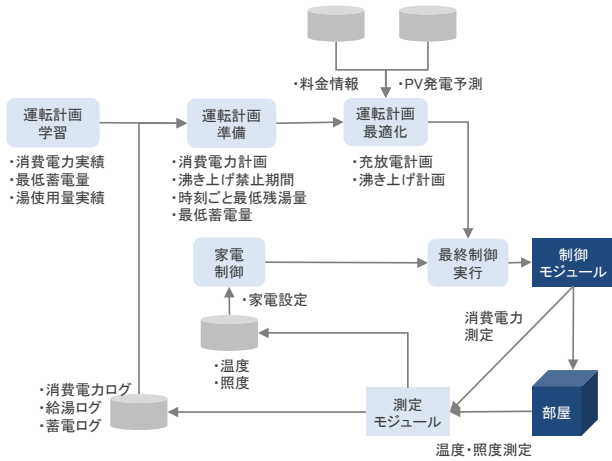 ・料金情報
・PV発電予測
運転計画
学習
運転計画
準備
運転計画
最適化
・消費電力実績
・最低蓄電量
・湯使用量実績
・消費電力計画
・沸き上げ禁止期間
・時刻ごと最低残湯量
・最低蓄電量
・充放電計画
・沸き上げ計画
家電
制御
最終制御
実行
制御
モジュール
・家電設定
消費電力
測定
・温度
・照度
・消費電力ログ
・給湯ログ
・蓄電ログ
測定
モジュール
部屋
温度・照度測定